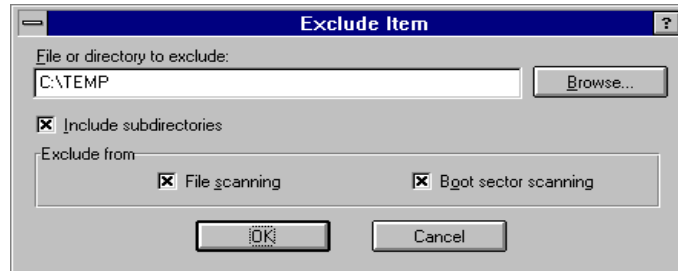 Exclude Item ?
File or directory to exclude:
C:\TEMP
Browse...
Include subdirectories
Exclude from
File scanning Boot sector scanning
OK Cancel